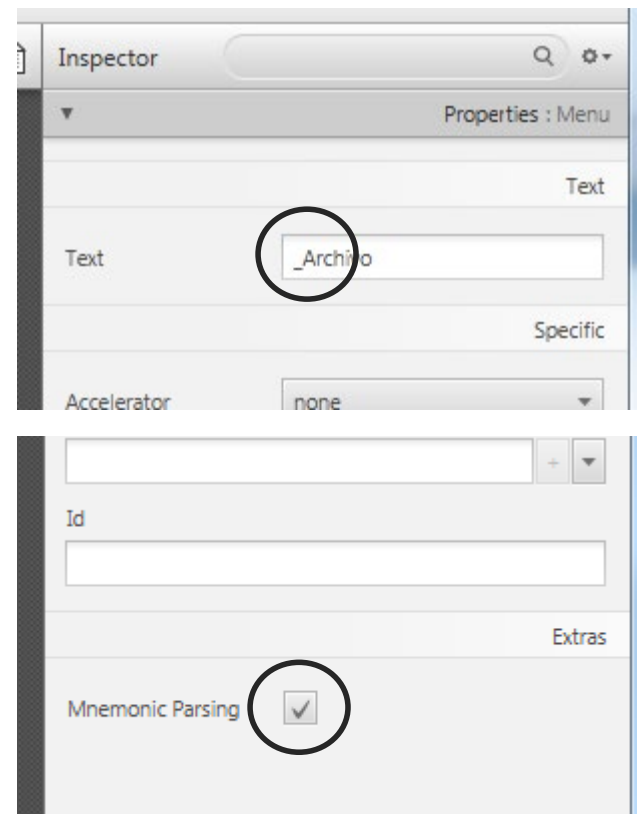 Inspector
Properties : Menu
Text
Text _Archivo
Specific
Accelerator none
Id
Extras
Mnemonic Parsing